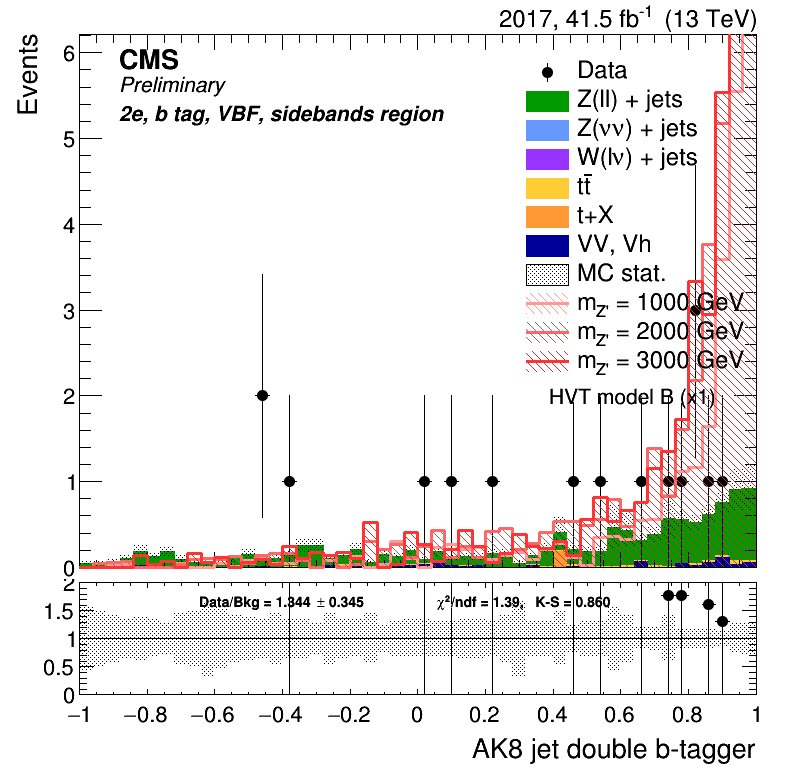 2017, 41.5 fb⁻¹ (13 TeV)
Events
CMS
Preliminary
2e, b tag, VBF, sidebands region
Data
Z(ll) + jets
Z(νν) + jets
W(lν) + jets
tt̄
t+X
VV, Vh
MC stat.
m_Z' = 1000 GeV
m_Z' = 2000 GeV
m_Z' = 3000 GeV
HVT model B (x1)
6
5
4
3
2
1
0
Data/Bkg = 1.344 ± 0.345 χ²/ndf = 1.39, K-S = 0.860
2
1.5
1
0.5
0
−1 −0.8 −0.6 −0.4 −0.2 0 0.2 0.4 0.6 0.8 1
AK8 jet double b-tagger